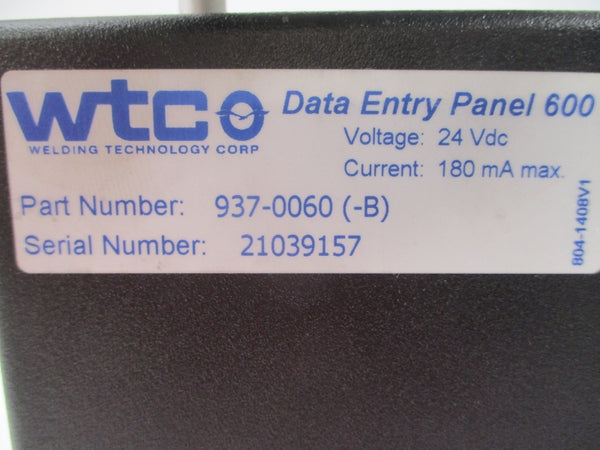 wtc
WELDING TECHNOLOGY CORP
Data Entry Panel 600
Voltage: 24 Vdc
Current: 180 mA max.
Part Number: 937-0060 (-B)
Serial Number: 21039157
804-1408V1